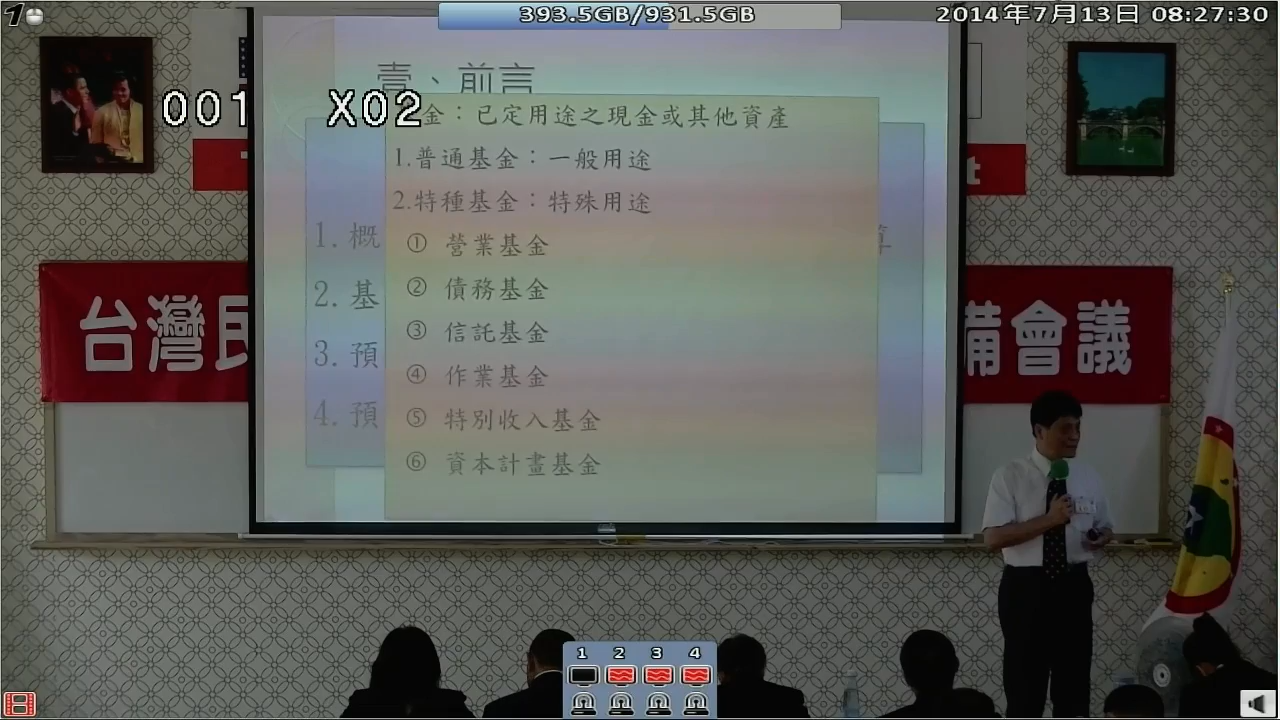 1
393.5GB/931.5GB
2014年7月13日 08:27:30
001 X02
壹、前言
金：已定用途之現金或其他資產
1.普通基金：一般用途
2.特種基金：特殊用途
① 營業基金
② 債務基金
③ 信託基金
④ 作業基金
⑤ 特別收入基金
⑥ 資本計畫基金
1. 概
算
2. 基
3. 預
4. 預
t
台灣民
備會議
1 2 3 4